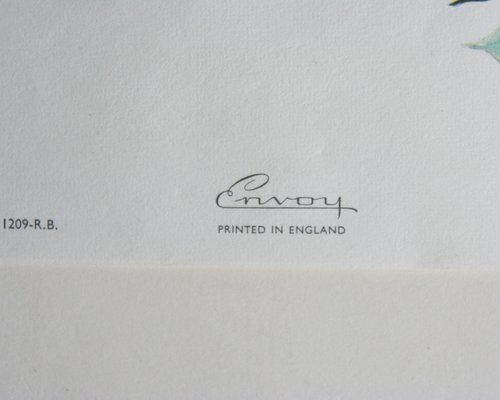 Envoy
1209-R.B.
PRINTED IN ENGLAND